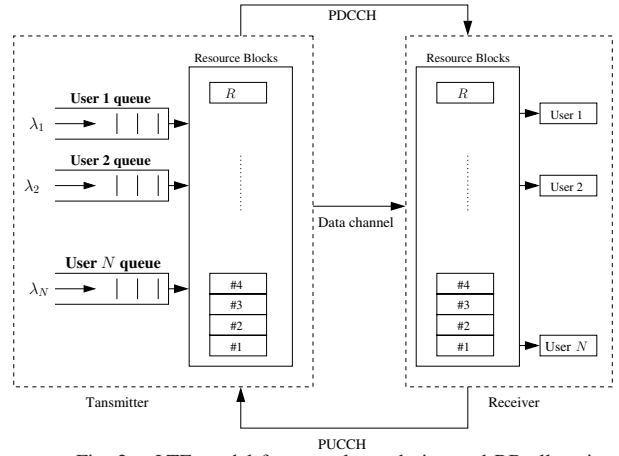 PDCCH
Resource Blocks
Resource Blocks
R
R
User 1 queue
λ1
User 1
User 2 queue
λ2
User 2
Data channel
User N queue
λN
#4
#3
#2
#1
#4
#3
#2
#1
User N
Tansmitter
Receiver
PUCCH